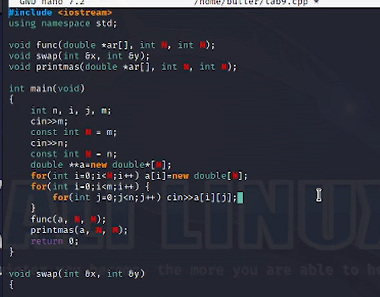 GNU nano 7.2 /home/butler/lab9.cpp *
#include <iostream>
using namespace std;
void func(double *ar[], int N, int M);
void swap(int &x, int &y);
void printmas(double *ar[], int N, int M);
int main(void)
{
int n, i, j, m;
cin>>m;
const int M = m;
cin>>n;
const int N = n;
double **a=new double*[M];
for(int i=0;i<M;i++) a[i]=new double[N];
for(int i=0;i<m;i++) {
for(int j=0;j<n;j++) cin>>a[i][j];
}
func(a, N, M);
printmas(a, N, M);
return 0;
}
void swap(int &x, int &y)
{